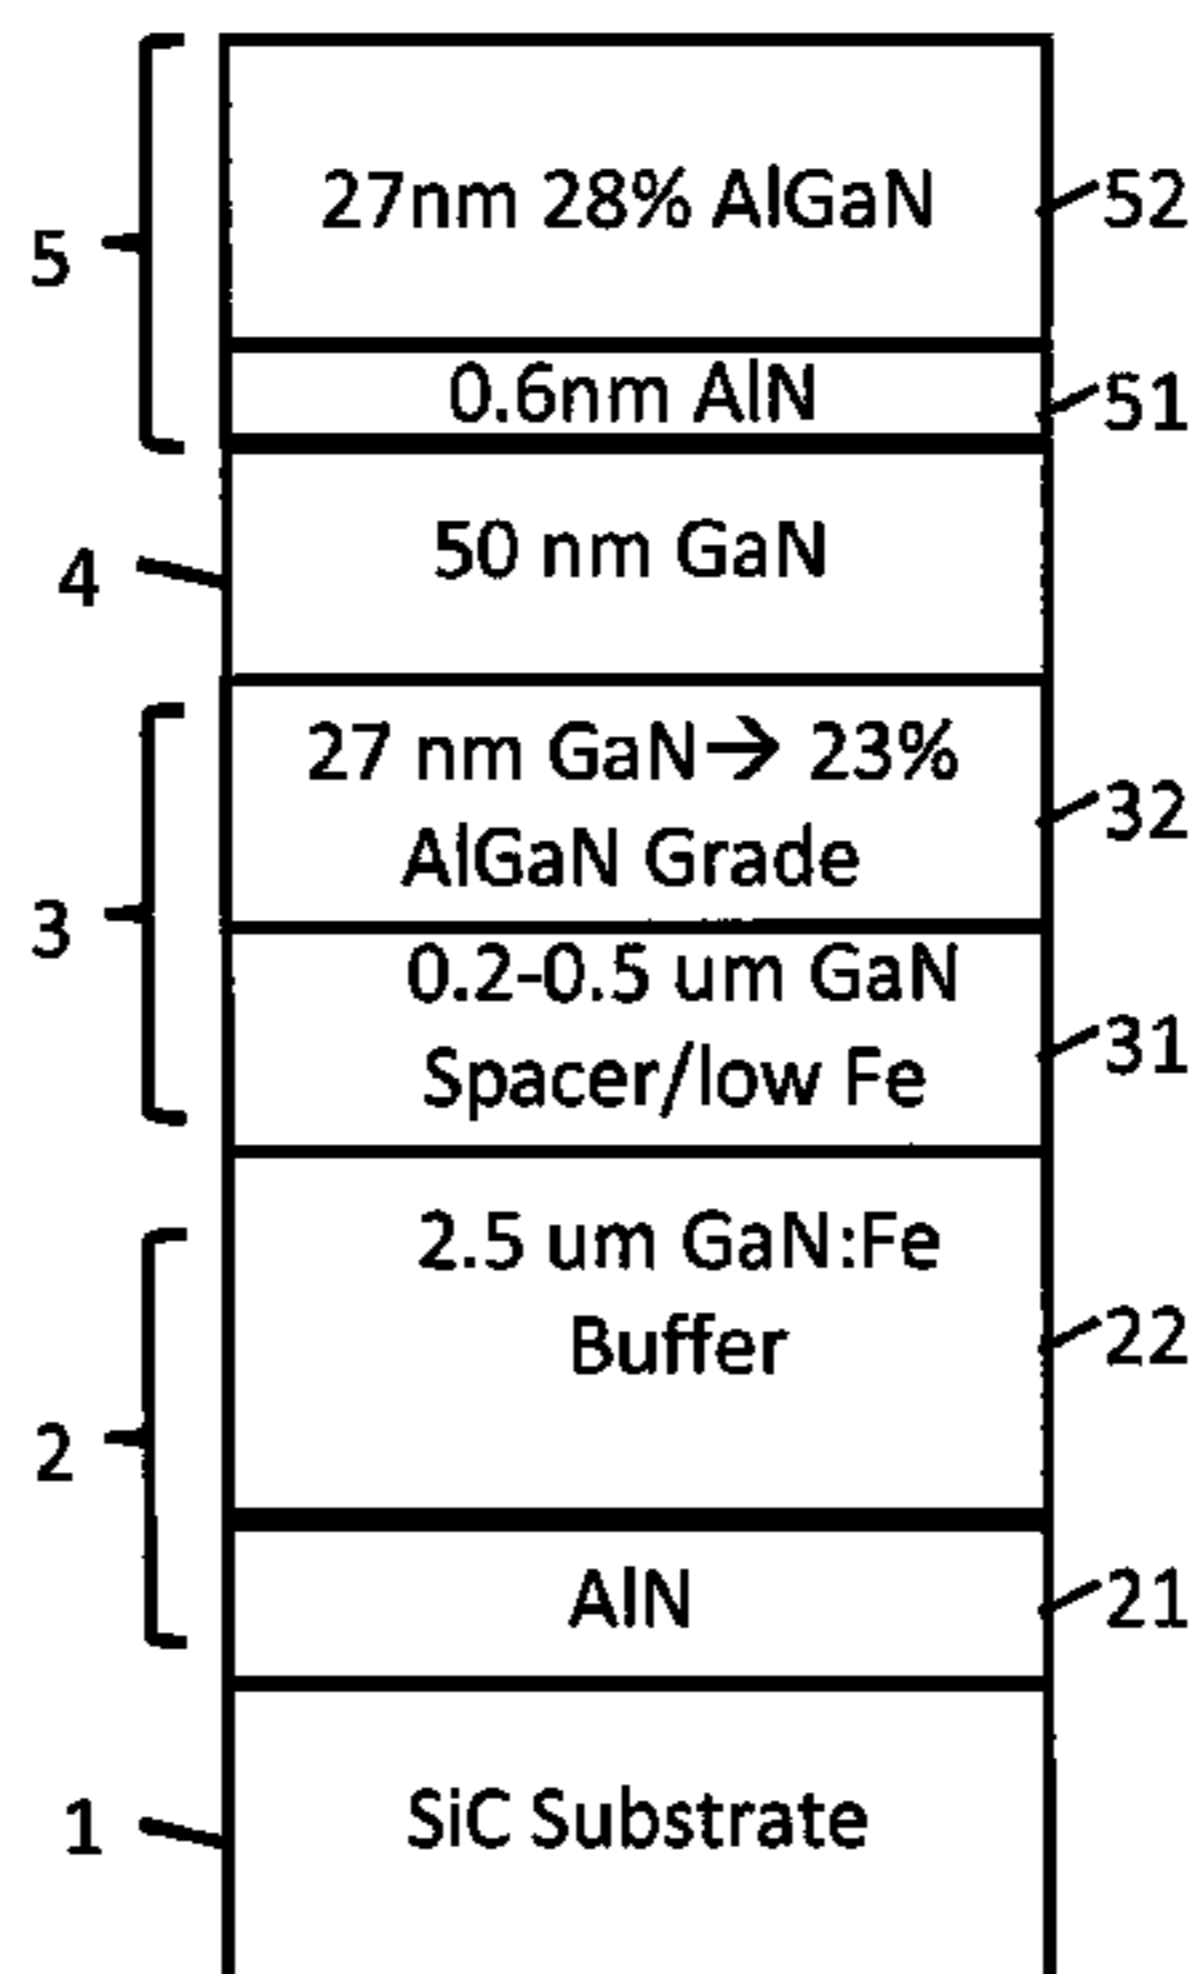 27nm 28% AlGaN
52
5
0.6nm AlN
51
50 nm GaN
4
27 nm GaN→ 23%
AlGaN Grade
32
3
0.2-0.5 um GaN
Spacer/low Fe
31
2.5 um GaN:Fe
Buffer
22
2
AlN
21
SiC Substrate
1